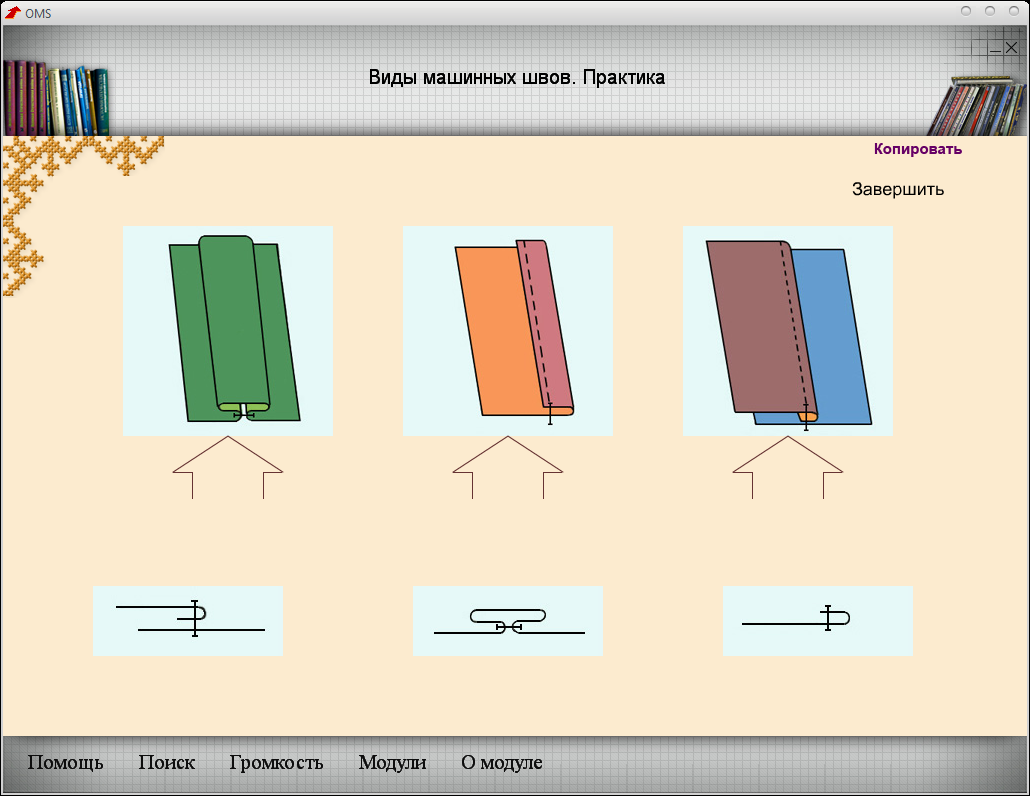 OMS
Виды машинных швов. Практика
Копировать
Завершить
Помощь Поиск Громкость Модули О модуле